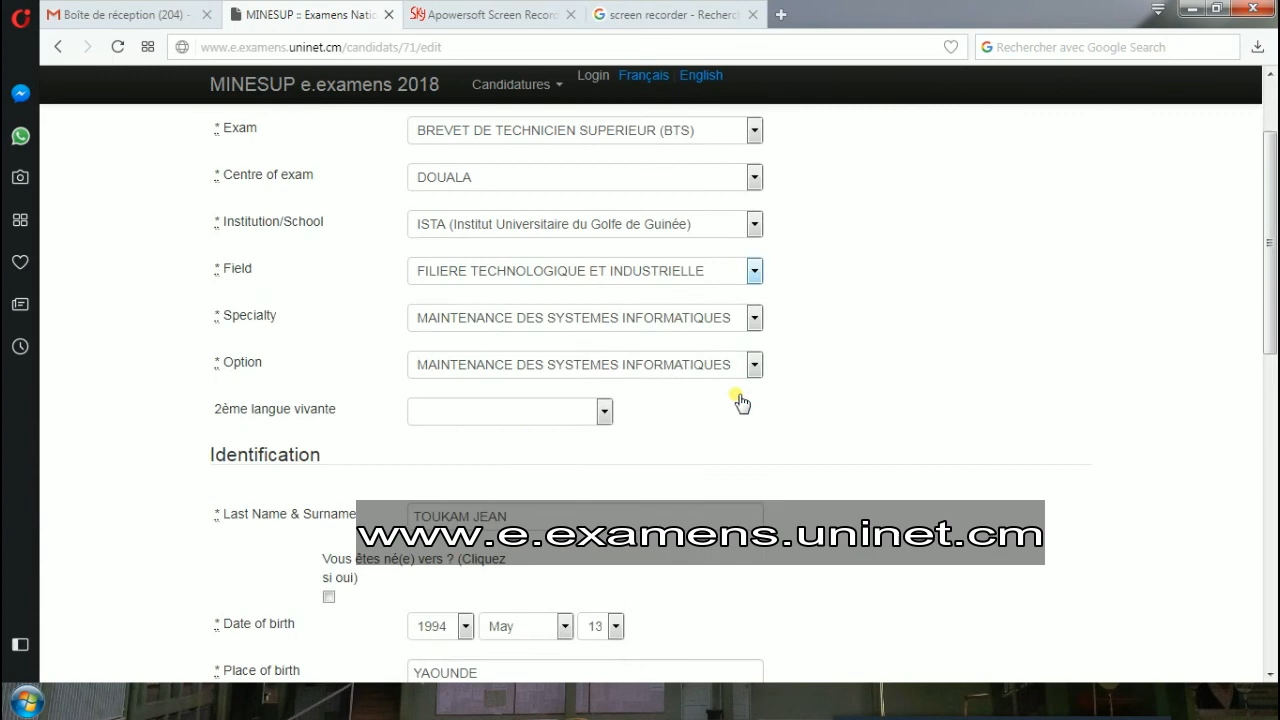 Boîte de réception (204) -
MINESUP :: Examens Natio
Sky Apowersoft Screen Record
screen recorder - Recherch
www.e.examens.uninet.cm/candidats/71/edit
Rechercher avec Google Search
MINESUP e.examens 2018
Candidatures
Login
Français
English
* Exam
BREVET DE TECHNICIEN SUPERIEUR (BTS)
* Centre of exam
DOUALA
* Institution/School
ISTA (Institut Universitaire du Golfe de Guinée)
* Field
FILIERE TECHNOLOGIQUE ET INDUSTRIELLE
* Specialty
MAINTENANCE DES SYSTEMES INFORMATIQUES
* Option
MAINTENANCE DES SYSTEMES INFORMATIQUES
2ème langue vivante
Identification
* Last Name & Surname
TOUKAM JEAN
www.e.examens.uninet.cm
Vous êtes né(e) vers ? (Cliquez
si oui)
* Date of birth
1994 May 13
* Place of birth
YAOUNDE